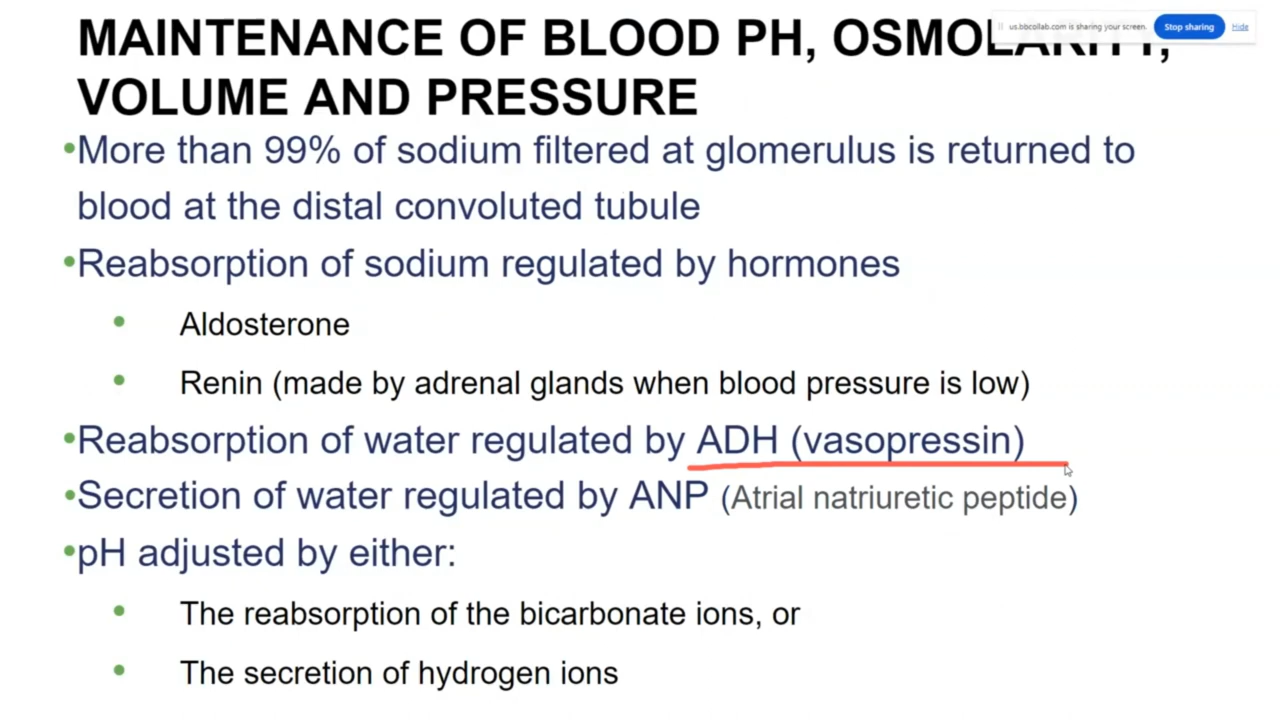 MAINTENANCE OF BLOOD PH, OSMOLARITY,
VOLUME AND PRESSURE
us.bbcollab.com is sharing your screen.
Stop sharing
Hide
•More than 99% of sodium filtered at glomerulus is returned to
blood at the distal convoluted tubule
•Reabsorption of sodium regulated by hormones
• Aldosterone
• Renin (made by adrenal glands when blood pressure is low)
•Reabsorption of water regulated by ADH (vasopressin)
•Secretion of water regulated by ANP (Atrial natriuretic peptide)
•pH adjusted by either:
• The reabsorption of the bicarbonate ions, or
• The secretion of hydrogen ions